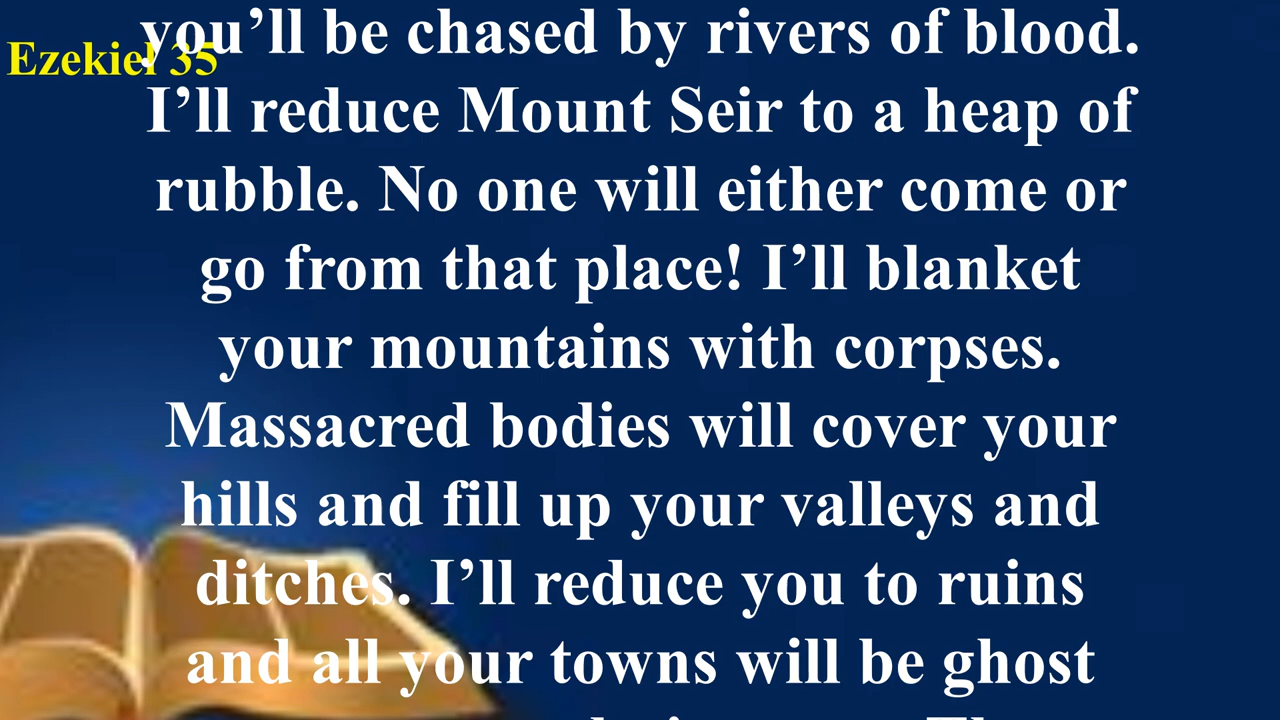 you’ll be chased by rivers of blood.
Ezekiel 35
I’ll reduce Mount Seir to a heap of
rubble. No one will either come or
go from that place! I’ll blanket
your mountains with corpses.
Massacred bodies will cover your
hills and fill up your valleys and
ditches. I’ll reduce you to ruins
and all your towns will be ghost